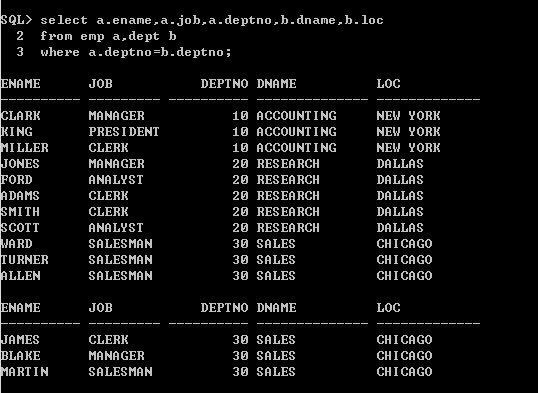 SQL> select a.ename,a.job,a.deptno,b.dname,b.loc
  2  from emp a,dept b
  3  where a.deptno=b.deptno;
ENAME      JOB           DEPTNO DNAME          LOC
---------- --------- ---------- -------------- -------------
CLARK      MANAGER           10 ACCOUNTING     NEW YORK
KING       PRESIDENT         10 ACCOUNTING     NEW YORK
MILLER     CLERK             10 ACCOUNTING     NEW YORK
JONES      MANAGER           20 RESEARCH       DALLAS
FORD       ANALYST           20 RESEARCH       DALLAS
ADAMS      CLERK             20 RESEARCH       DALLAS
SMITH      CLERK             20 RESEARCH       DALLAS
SCOTT      ANALYST           20 RESEARCH       DALLAS
WARD       SALESMAN          30 SALES          CHICAGO
TURNER     SALESMAN          30 SALES          CHICAGO
ALLEN      SALESMAN          30 SALES          CHICAGO
ENAME      JOB           DEPTNO DNAME          LOC
---------- --------- ---------- -------------- -------------
JAMES      CLERK             30 SALES          CHICAGO
BLAKE      MANAGER           30 SALES          CHICAGO
MARTIN     SALESMAN          30 SALES          CHICAGO